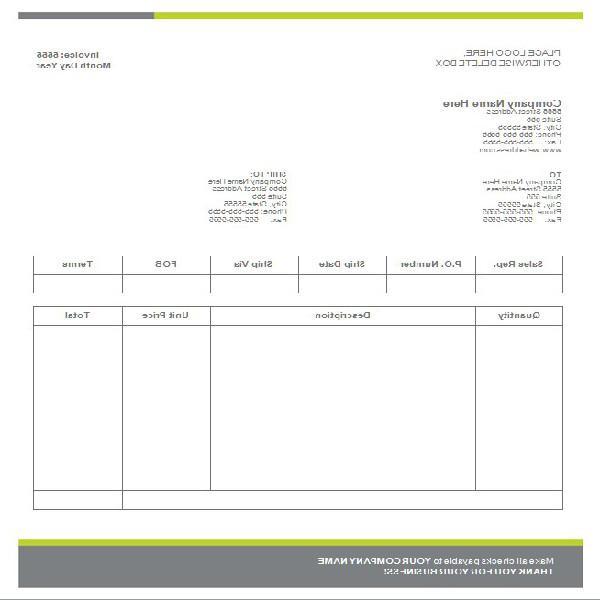 PLACE LOGO HERE,
OTHERWISE DELETE BOX
Invoice: 5555
Month Day Year
Company Name Here
5555 Street Address
Suite 555
City, State 55555
Phone: 555-555-5555
Fax: 555-555-5555
www.webaddress.com
TO:
Company Name Here
5555 Street Address
Suite 555
City, State 55555
Phone: 555-555-5555
Fax: 555-555-5555
SHIP TO:
Company Name Here
5555 Street Address
Suite 555
City, State 55555
Phone: 555-555-5555
Fax: 555-555-5555
Sales Rep. P.O. Number Ship Date Ship Via FOB Terms
Quantity Description Unit Price Total
Make all checks payable to YOUR COMPANY NAME
THANK YOU FOR YOUR BUSINESS!